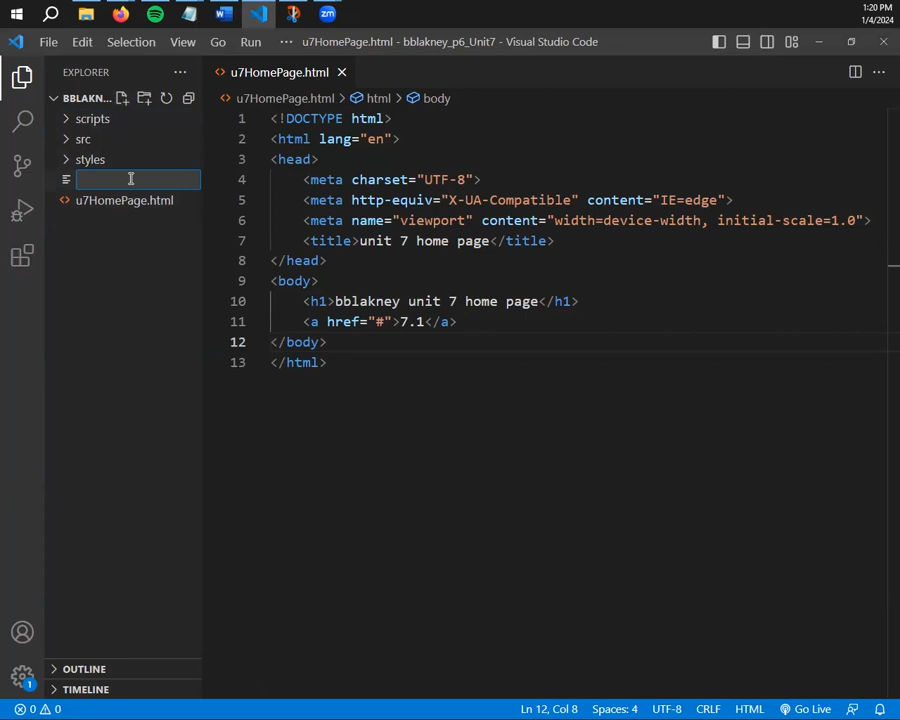 1:20 PM
1/4/2024
File Edit Selection View Go Run ··· u7HomePage.html - bblakney_p6_Unit7 - Visual Studio Code
EXPLORER ···
BBLAKN...
scripts
src
styles
u7HomePage.html
u7HomePage.html
u7HomePage.html > html > body
1 <!DOCTYPE html>
2 <html lang="en">
3 <head>
4 <meta charset="UTF-8">
5 <meta http-equiv="X-UA-Compatible" content="IE=edge">
6 <meta name="viewport" content="width=device-width, initial-scale=1.0">
7 <title>unit 7 home page</title>
8 </head>
9 <body>
10 <h1>bblakney unit 7 home page</h1>
11 <a href="#">7.1</a>
12 </body>
13 </html>
OUTLINE
TIMELINE
1
0 0 Ln 12, Col 8 Spaces: 4 UTF-8 CRLF HTML Go Live